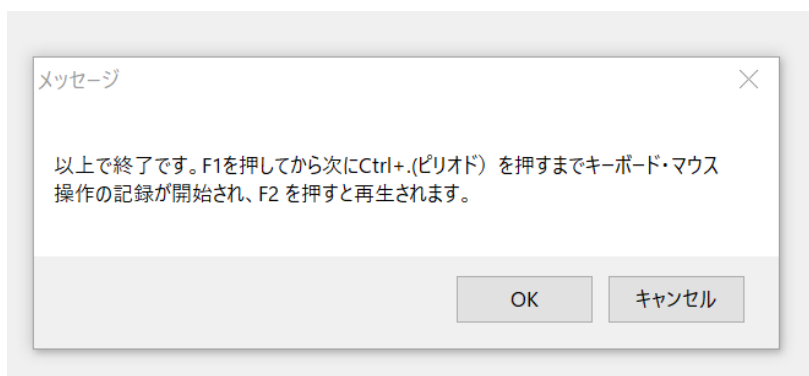 メッセージ
以上で終了です。F1を押してから次にCtrl+.(ピリオド）を押すまでキーボード・マウス
操作の記録が開始され、F2 を押すと再生されます。
OK
キャンセル